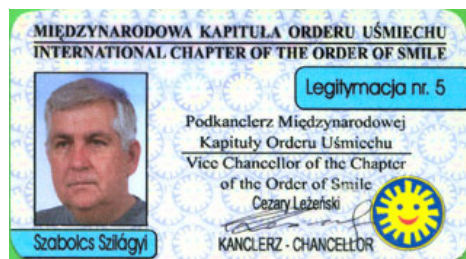 MIĘDZYNARODOWA KAPITUŁA ORDERU UŚMIECHU
INTERNATIONAL CHAPTER OF THE ORDER OF SMILE
Legitymacja nr. 5
Podkanclerz Międzynarodowej
Kapituły Orderu Uśmiechu
Vice Chancellor of the Chapter
of the Order of Smile
Cezary Leżeński
KANCLERZ - CHANCELLOR
Szabolcs Szilágyi